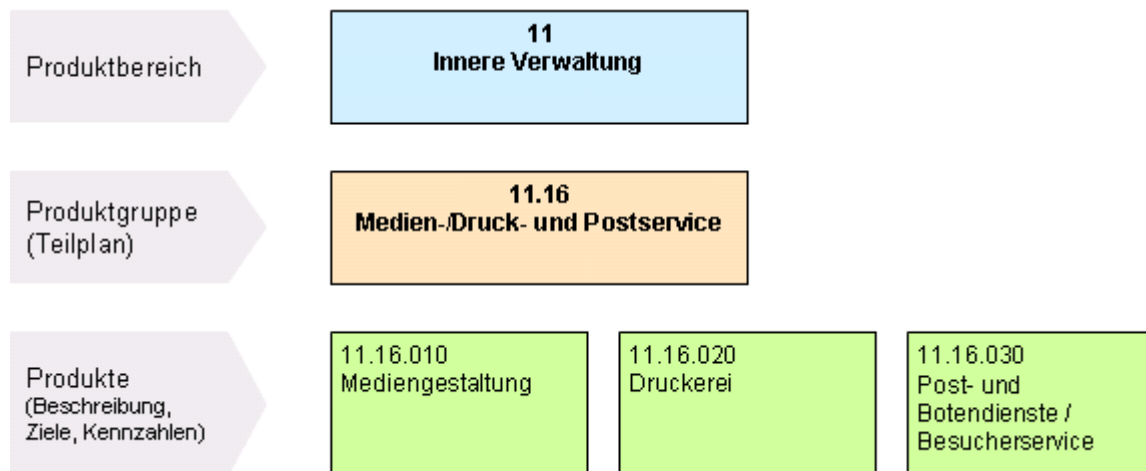 Produktbereich
11
Innere Verwaltung
Produktgruppe
(Teilplan)
11.16
Medien-/Druck- und Postservice
Produkte
(Beschreibung,
Ziele, Kennzahlen)
11.16.010
Mediengestaltung
11.16.020
Druckerei
11.16.030
Post- und
Botendienste /
Besucherservice